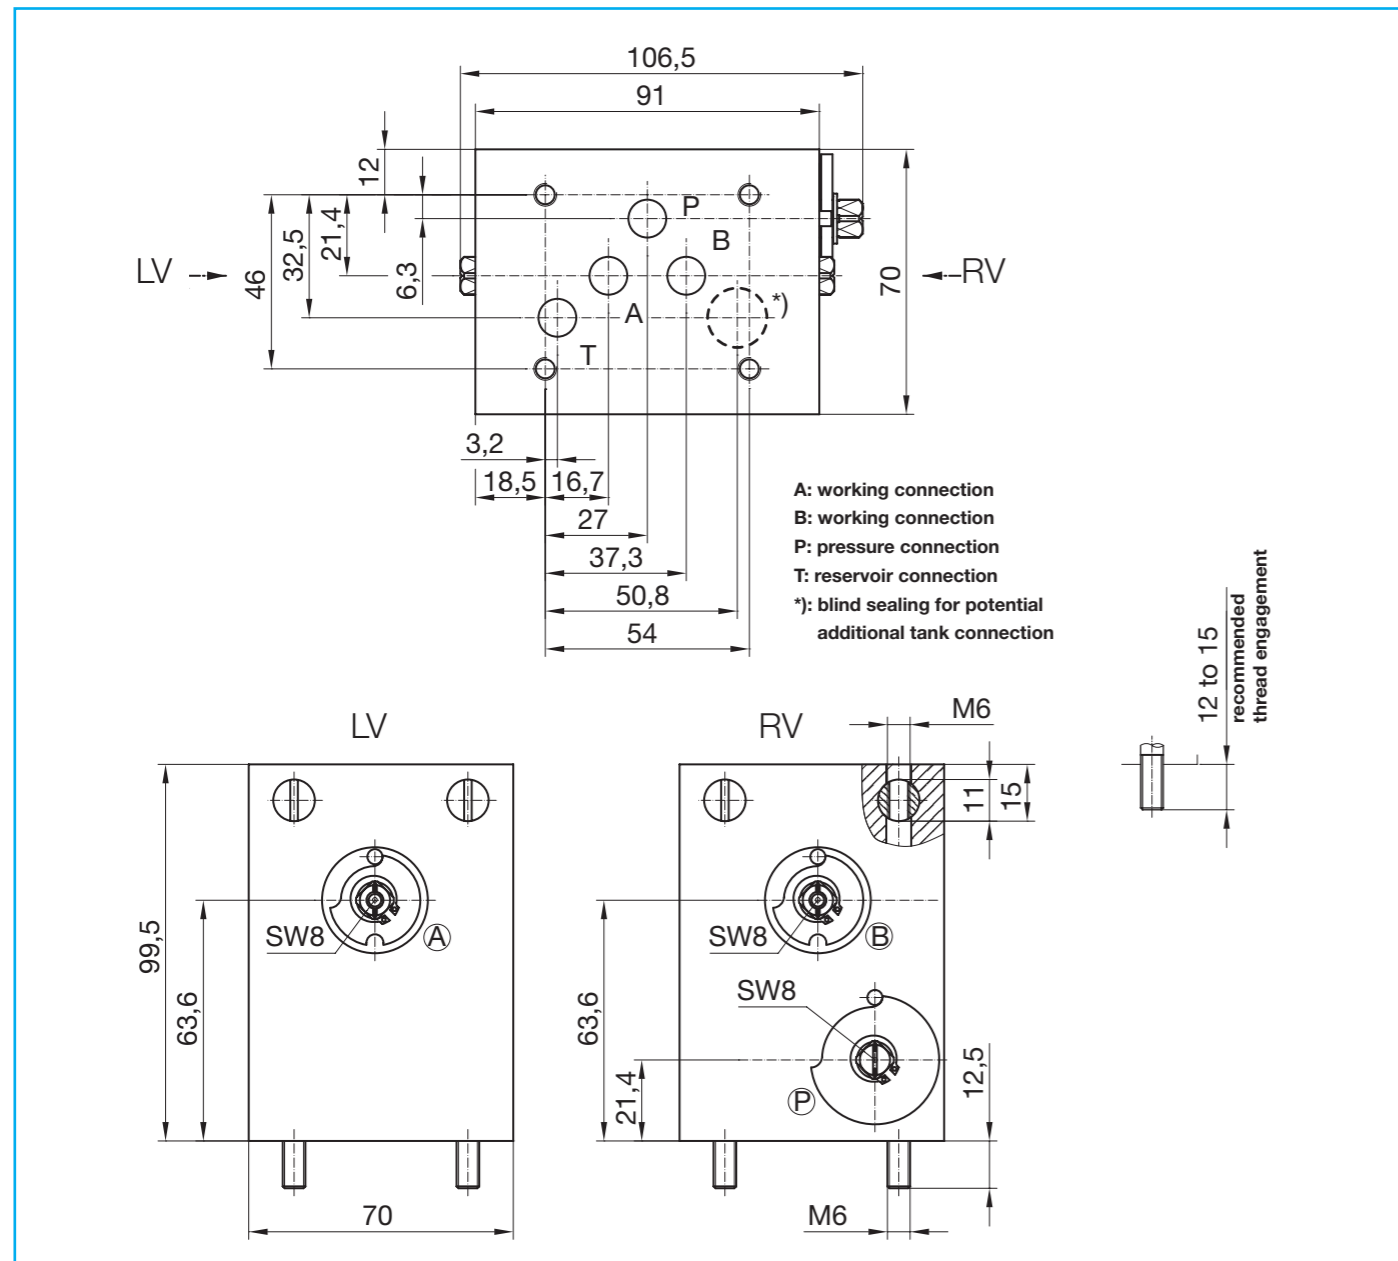 106,5
91
12
P
B
21,4
32,5
6,3
46
LV
RV
70
*)
A
T
3,2
18,5
16,7
27
37,3
50,8
54
A: working connection
B: working connection
P: pressure connection
T: reservoir connection
*): blind sealing for potential
additional tank connection
12 to 15
recommended
thread engagement
LV
RV
M6
11
15
SW8
A
99,5
63,6
70
SW8
B
SW8
63,6
21,4
P
12,5
M6